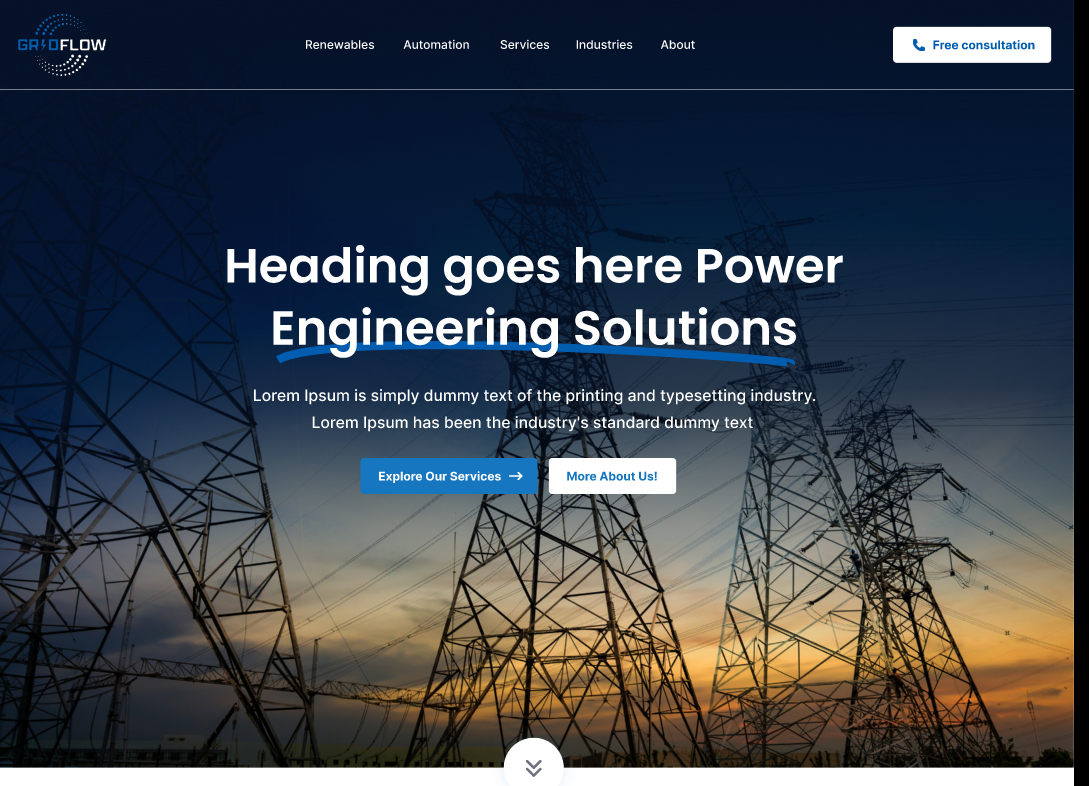 GRIDFLOW
Renewables Automation Services Industries About
Free consultation
Heading goes here Power
Engineering Solutions
Lorem Ipsum is simply dummy text of the printing and typesetting industry.
Lorem Ipsum has been the industry's standard dummy text
Explore Our Services
More About Us!